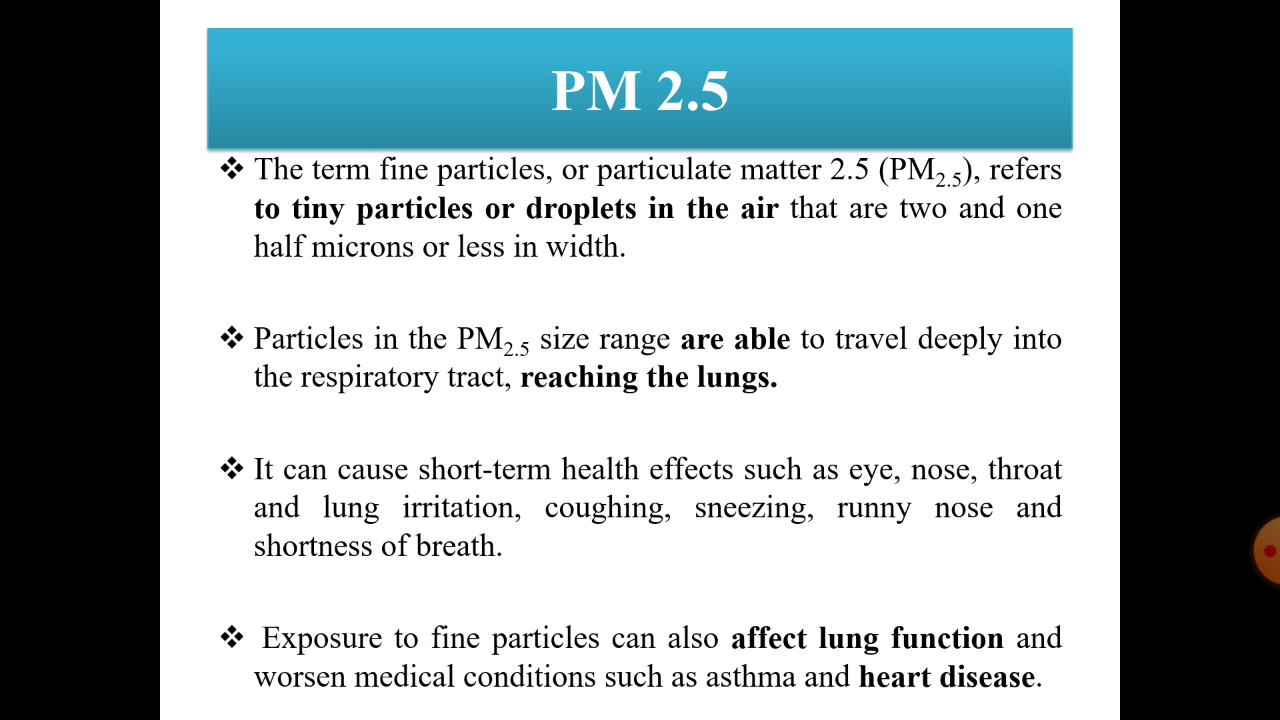 PM 2.5
❖ The term fine particles, or particulate matter 2.5 (PM2.5), refers
to tiny particles or droplets in the air that are two and one
half microns or less in width.
❖ Particles in the PM2.5 size range are able to travel deeply into
the respiratory tract, reaching the lungs.
❖ It can cause short-term health effects such as eye, nose, throat
and lung irritation, coughing, sneezing, runny nose and
shortness of breath.
❖ Exposure to fine particles can also affect lung function and
worsen medical conditions such as asthma and heart disease.